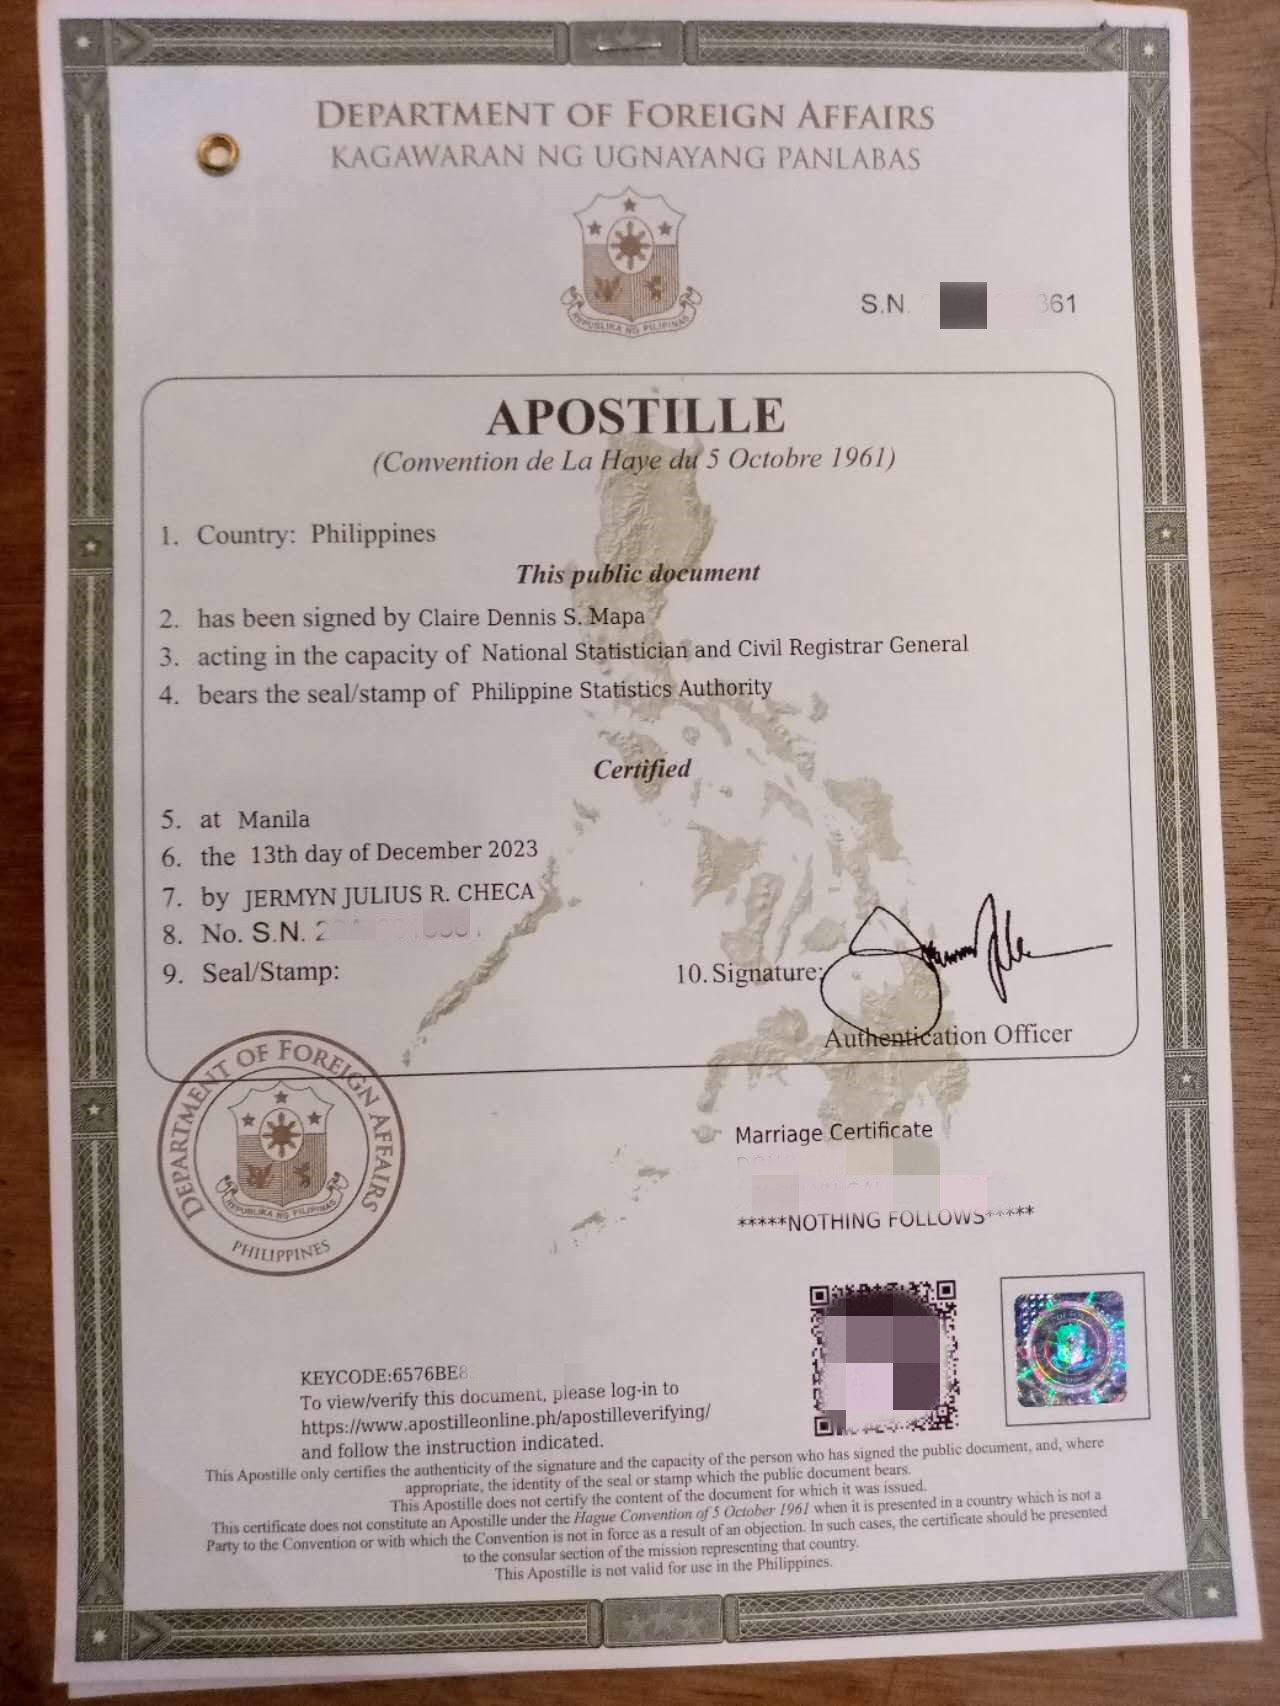 DEPARTMENT OF FOREIGN AFFAIRS
KAGAWARAN NG UGNAYANG PANLABAS
REPUBLIKA NG PILIPINAS
S.N. 361
APOSTILLE
(Convention de La Haye du 5 Octobre 1961)
1. Country: Philippines
This public document
2. has been signed by Claire Dennis S. Mapa
3. acting in the capacity of National Statistician and Civil Registrar General
4. bears the seal/stamp of Philippine Statistics Authority
Certified
5. at Manila
6. the 13th day of December 2023
7. by JERMYN JULIUS R. CHECA
8. No. S.N. 2
9. Seal/Stamp:
10. Signature:
Authentication Officer
DEPARTMENT OF FOREIGN AFFAIRS
REPUBLIKA NG PILIPINAS
PHILIPPINES
Marriage Certificate
*****NOTHING FOLLOWS*****
KEYCODE:6576BE8
To view/verify this document, please log-in to
https://www.apostilleonline.ph/apostilleverifying/
and follow the instruction indicated.
This Apostille only certifies the authenticity of the signature and the capacity of the person who has signed the public document, and, where
appropriate, the identity of the seal or stamp which the public document bears.
This Apostille does not certify the content of the document for which it was issued.
This certificate does not constitute an Apostille under the Hague Convention of 5 October 1961 when it is presented in a country which is not a
Party to the Convention or with which the Convention is not in force as a result of an objection. In such cases, the certificate should be presented
to the consular section of the mission representing that country.
This Apostille is not valid for use in the Philippines.